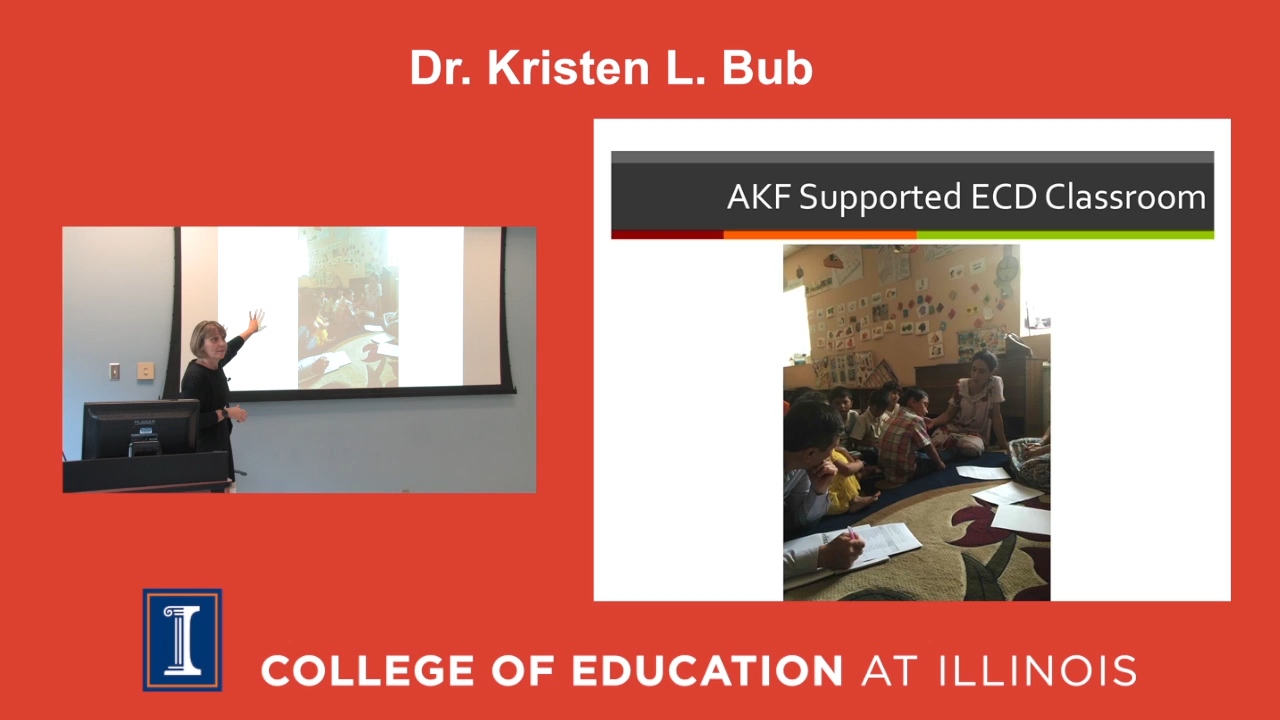 Dr. Kristen L. Bub
AKF Supported ECD Classroom
I
COLLEGE OF EDUCATION AT ILLINOIS